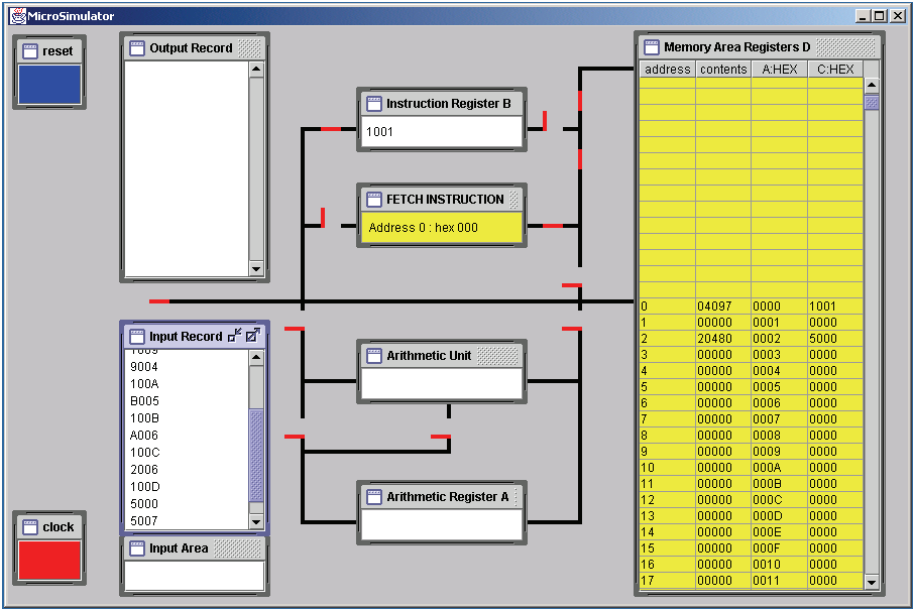 MicroSimulator
reset
Output Record
Instruction Register B
1001
FETCH INSTRUCTION
Address 0 : hex 000
Memory Area Registers D
address contents A:HEX C:HEX
0 04097 0000 1001
1 00000 0001 0000
2 20480 0002 5000
3 00000 0003 0000
4 00000 0004 0000
5 00000 0005 0000
6 00000 0006 0000
7 00000 0007 0000
8 00000 0008 0000
9 00000 0009 0000
10 00000 000A 0000
11 00000 000B 0000
12 00000 000C 0000
13 00000 000D 0000
14 00000 000E 0000
15 00000 000F 0000
16 00000 0010 0000
17 00000 0011 0000
Input Record
9004
100A
B005
100B
A006
100C
2006
100D
5000
5007
Arithmetic Unit
Arithmetic Register A
clock
Input Area